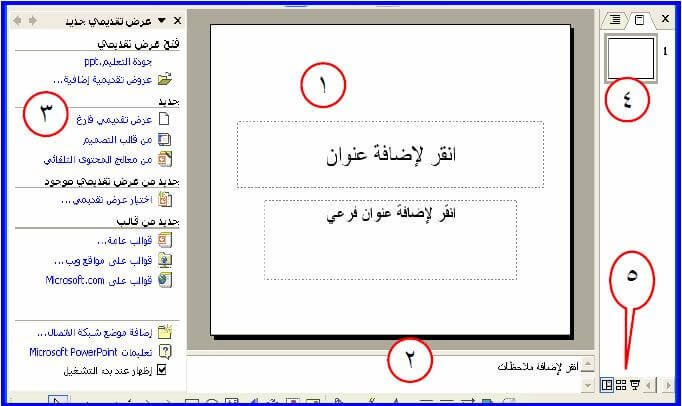 عرض تقديمي جديد
فتح عرض تقديمي
جودة التعليم.ppt
عروض تقديمية إضافية...
جديد
عرض تقديمي فارغ
من قالب التصميم
من معالج المحتوى التلقائي
جديد من عرض تقديمي موجود
اختيار عرض تقديمي...
جديد من قالب
قوالب عامة...
قوالب على مواقع ويب...
قوالب على Microsoft.com
إضافة موضع شبكة الاتصال...
تعليمات Microsoft PowerPoint
إظهار عند بدء التشغيل
٣
١
انقر لإضافة عنوان
انقر لإضافة عنوان فرعي
٢
انقر لإضافة ملاحظات
1
٤
٥